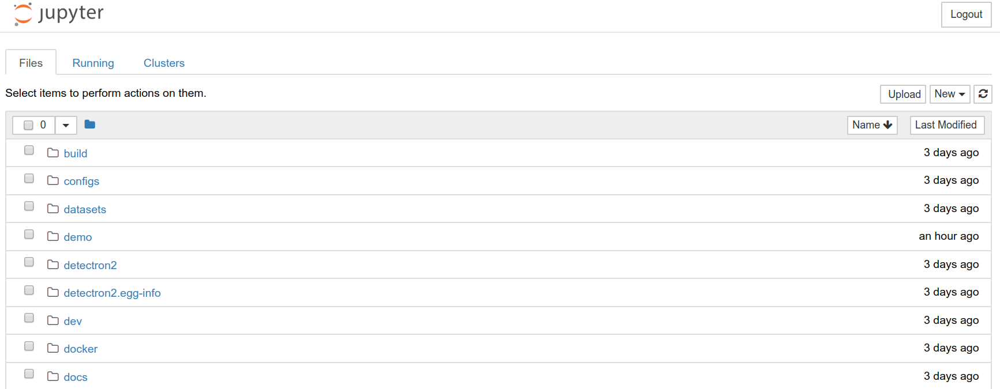 jupyter
Logout
Files Running Clusters
Select items to perform actions on them.
Upload New
0 Name Last Modified
build 3 days ago
configs 3 days ago
datasets 3 days ago
demo an hour ago
detectron2 3 days ago
detectron2.egg-info 3 days ago
dev 3 days ago
docker 3 days ago
docs 3 days ago